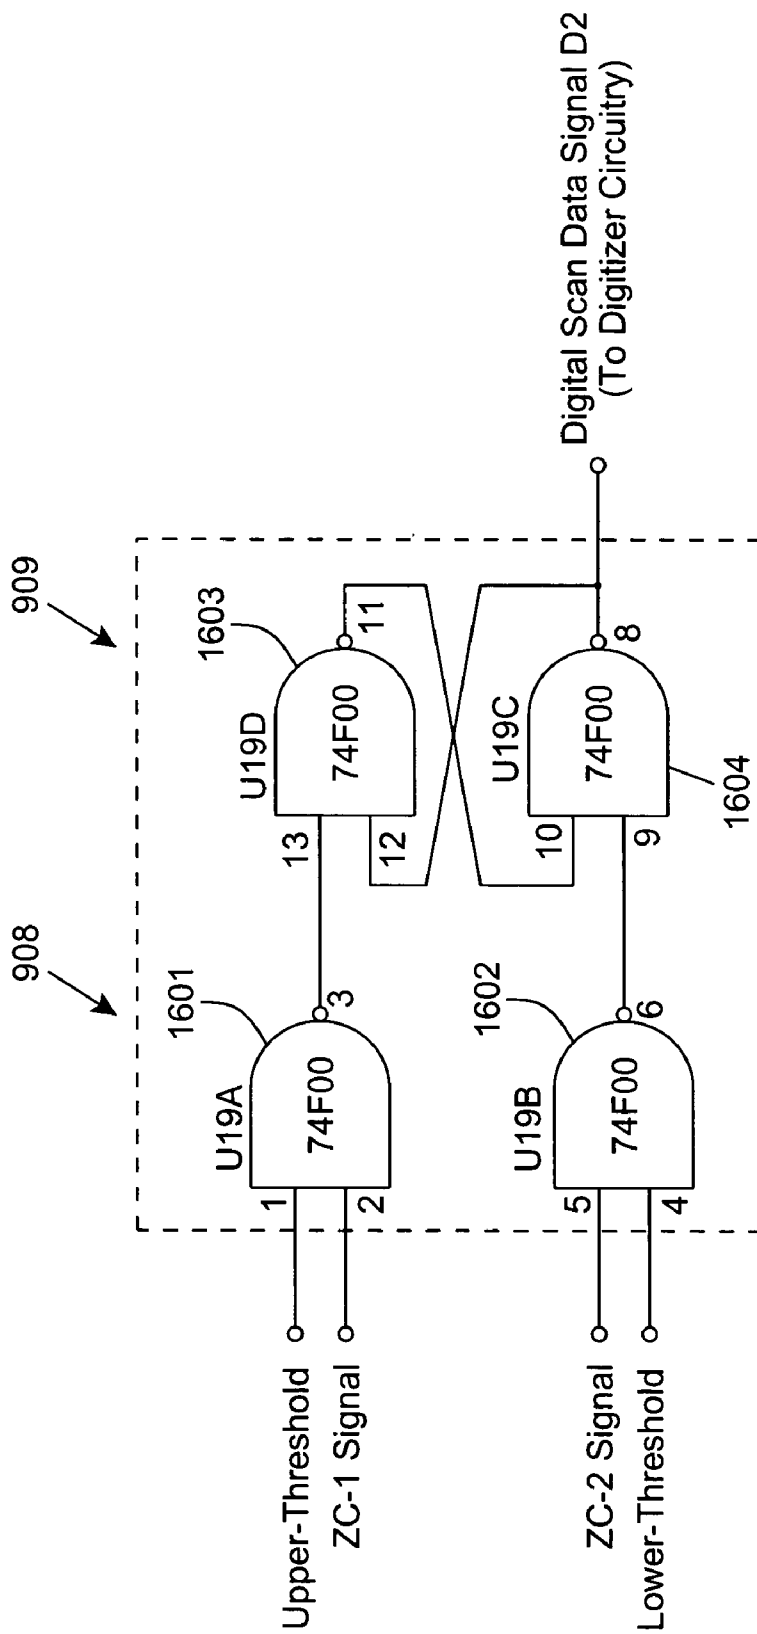 908
909
Upper-Threshold
ZC-1 Signal
1
2
U19A
74F00
1601
3
13
12
U19D
74F00
1603
11
ZC-2 Signal
Lower-Threshold
5
4
U19B
74F00
1602
6
10
9
U19C
74F00
1604
8
Digital Scan Data Signal D2
(To Digitizer Circuitry)